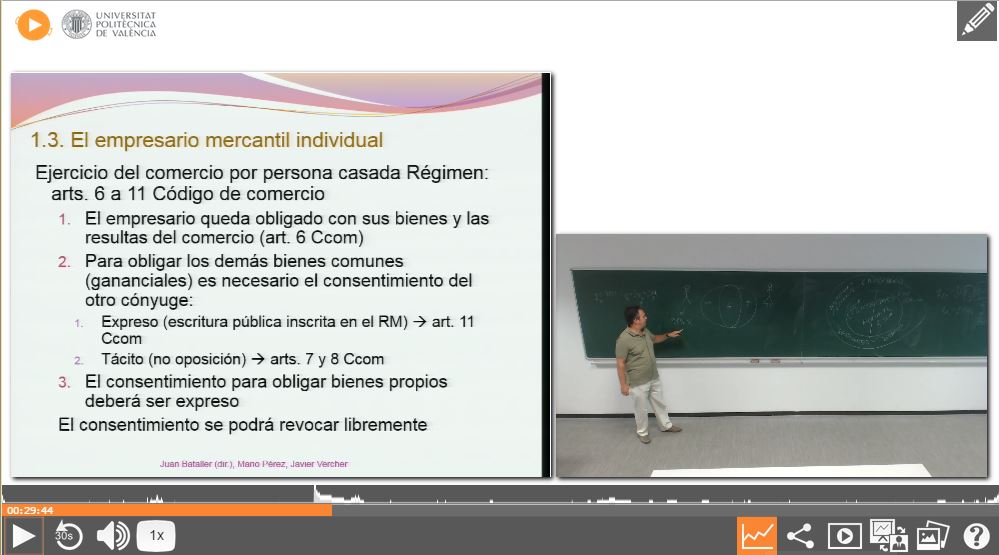 UNIVERSITAT
POLITÈCNICA
DE VALÈNCIA
1.3. El empresario mercantil individual
Ejercicio del comercio por persona casada Régimen:
arts. 6 a 11 Código de comercio
1. El empresario queda obligado con sus bienes y las
resultas del comercio (art. 6 Ccom)
2. Para obligar los demás bienes comunes
(gananciales) es necesario el consentimiento del
otro cónyuge:
1. Expreso (escritura pública inscrita en el RM) → art. 11
Ccom
2. Tácito (no oposición) → arts. 7 y 8 Ccom
3. El consentimiento para obligar bienes propios
deberá ser expreso
El consentimiento se podrá revocar libremente
Juan Bataller (dir.), Mario Pérez, Javier Vercher
00:29:44
30s
1x
?